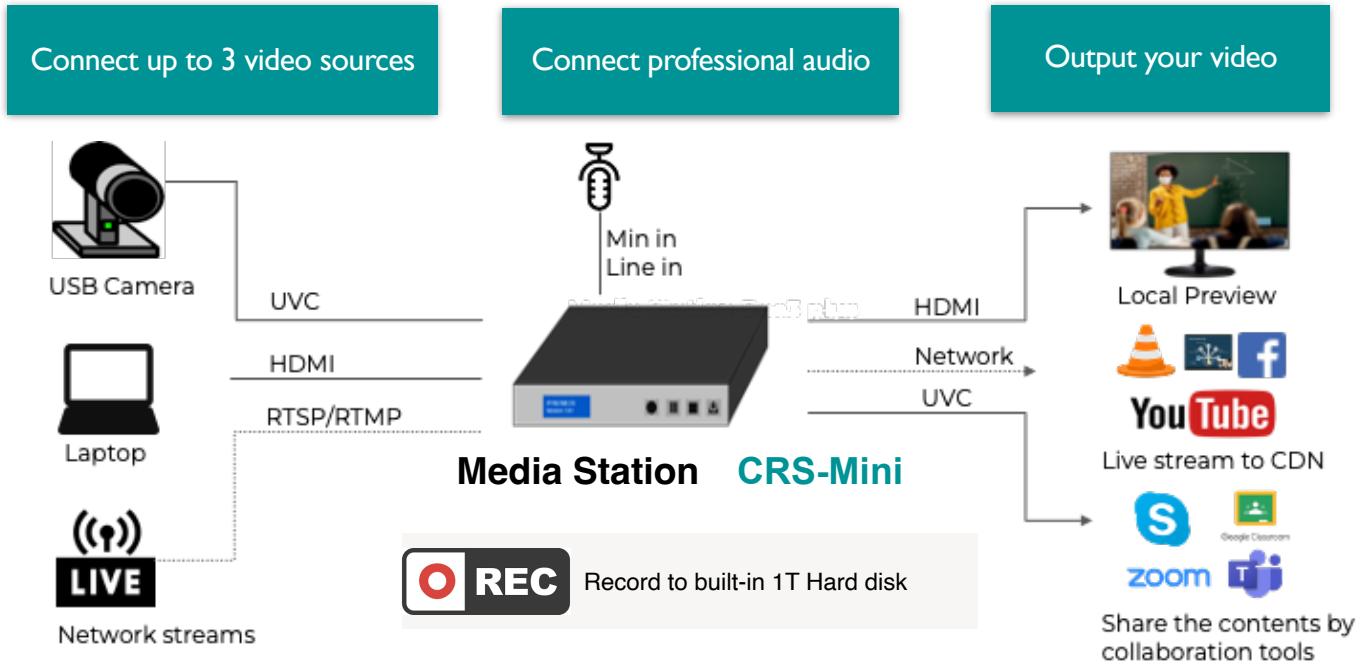 Connect up to 3 video sources
Connect professional audio
Output your video
USB Camera
UVC
Laptop
HDMI
RTSP/RTMP
LIVE
Network streams
Min in
Line in
Media Station CRS-Mini
REC
Record to built-in 1T Hard disk
HDMI
Network
UVC
Local Preview
f
You Tube
Live stream to CDN
S
Google Classroom
zoom
T
Share the contents by
collaboration tools